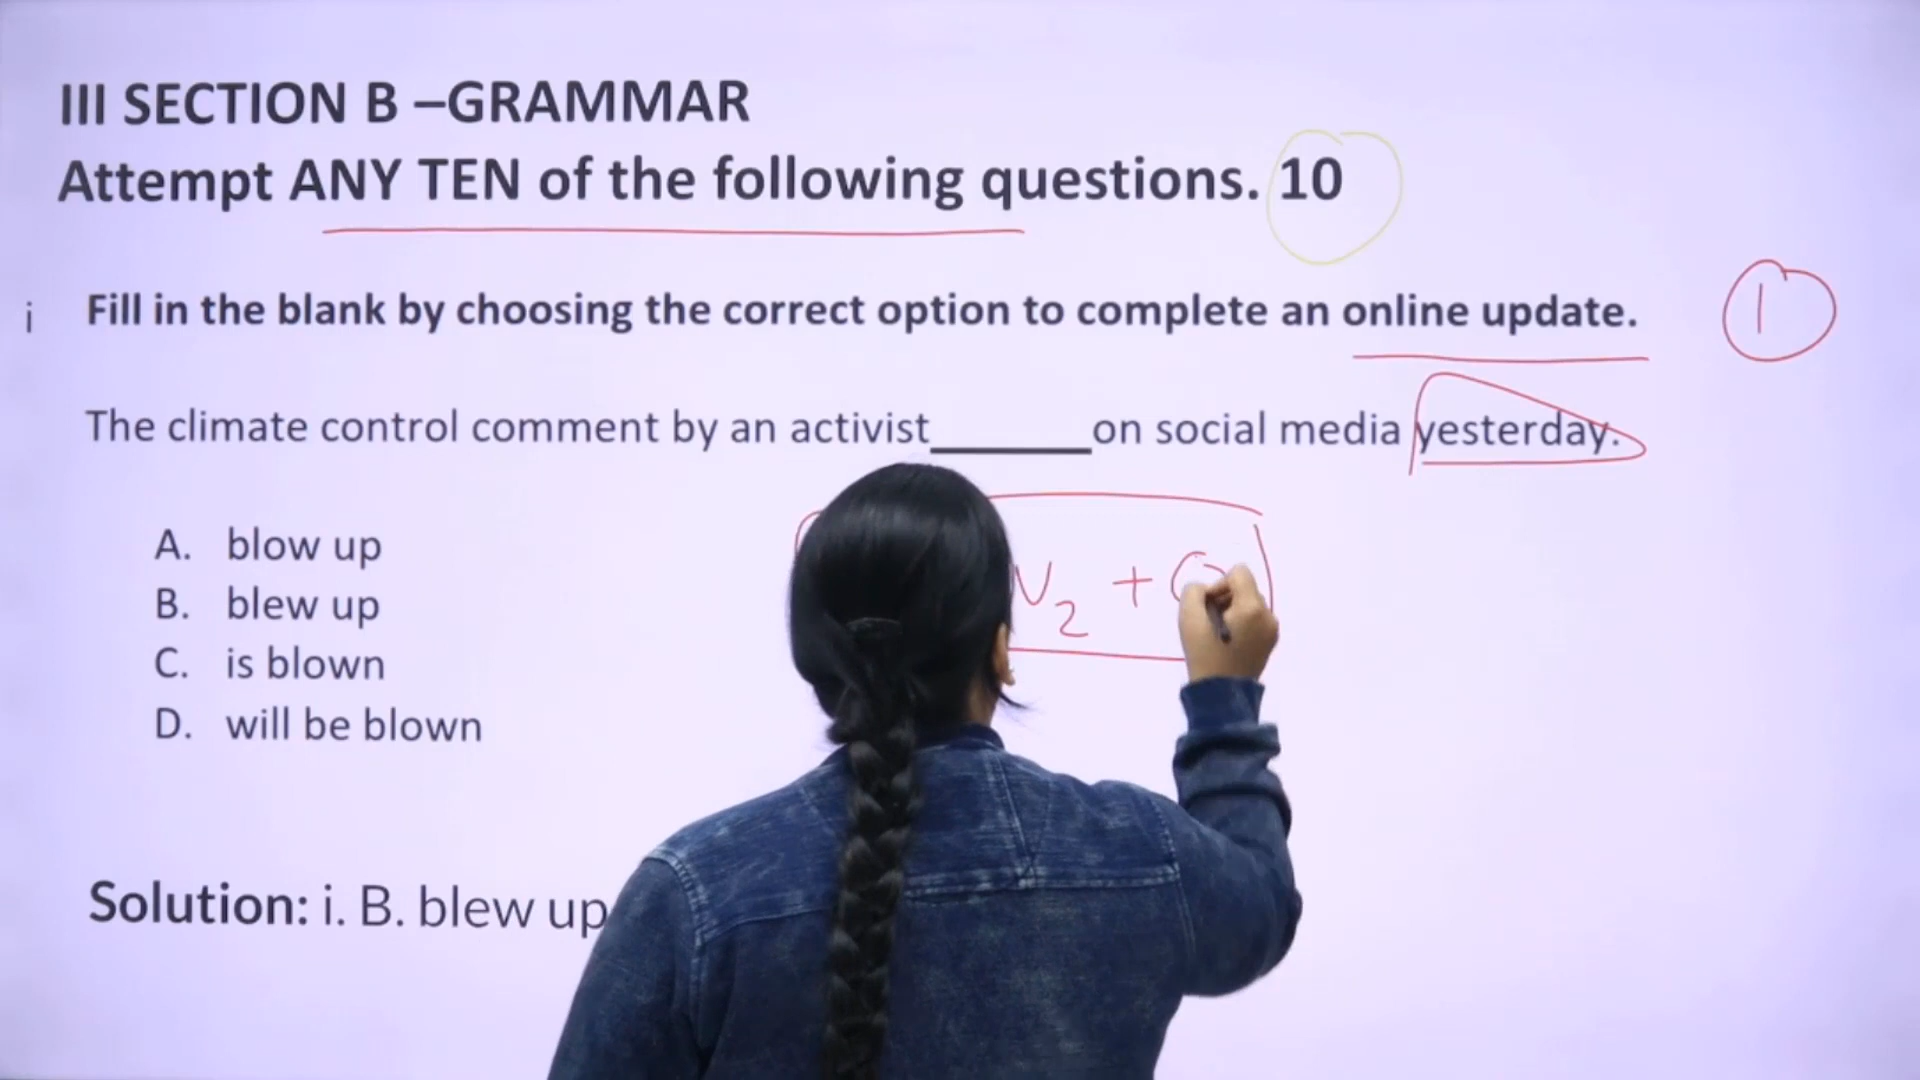 III SECTION B –GRAMMAR
Attempt ANY TEN of the following questions. 10
i Fill in the blank by choosing the correct option to complete an online update. 1
The climate control comment by an activist_______on social media yesterday.
V2 +
A. blow up
B. blew up
C. is blown
D. will be blown
Solution: i. B. blew up